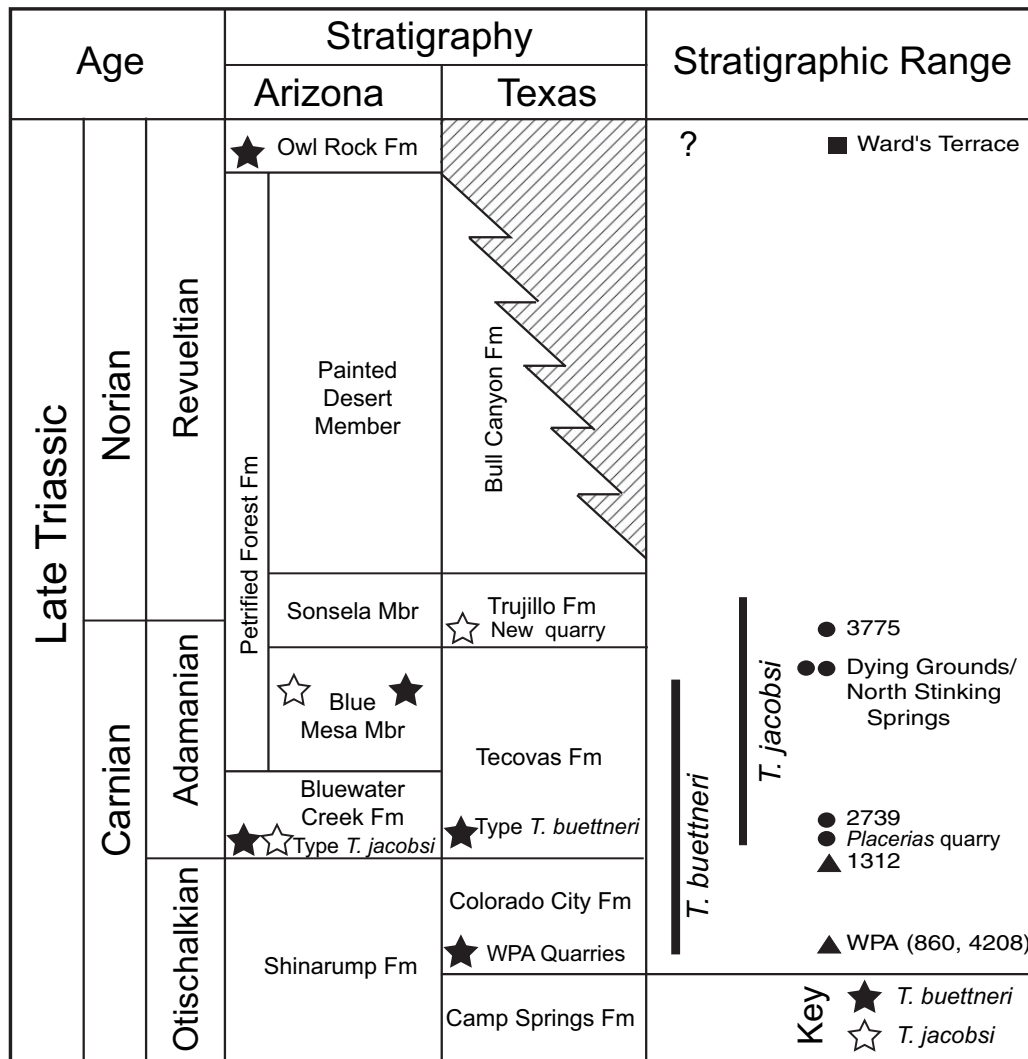 Age
Stratigraphy
Arizona
Texas
Stratigraphic Range
Late Triassic
Norian
Carnian
Revueltian
Adamanian
Otischalkian
Owl Rock Fm
Petrified Forest Fm
Painted
Desert
Member
Sonsela Mbr
Blue
Mesa Mbr
Bluewater
Creek Fm
Type T. jacobsi
Shinarump Fm
Bull Canyon Fm
Trujillo Fm
New quarry
Tecovas Fm
Type T. buettneri
Colorado City Fm
WPA Quarries
Camp Springs Fm
?
Ward's Terrace
T. buettneri
T. jacobsi
3775
Dying Grounds/
North Stinking
Springs
2739
Placerias quarry
1312
WPA (860, 4208)
Key
T. buettneri
T. jacobsi